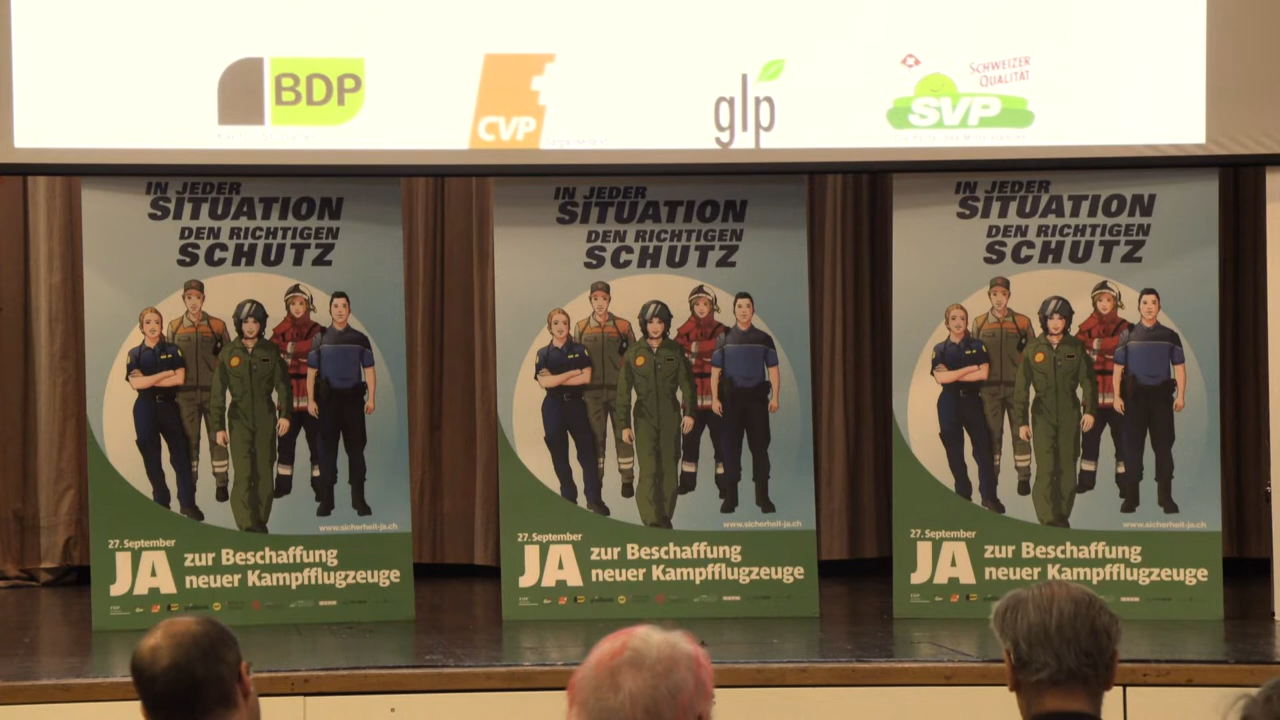 BDP
CVP
glp
SCHWEIZER
QUALITÄT
SVP
IN JEDER
SITUATION
DEN RICHTIGEN
SCHUTZ
www.sicherheit-ja.ch
27. September
JA zur Beschaffung
neuer Kampfflugzeuge
IN JEDER
SITUATION
DEN RICHTIGEN
SCHUTZ
www.sicherheit-ja.ch
27. September
JA zur Beschaffung
neuer Kampfflugzeuge
IN JEDER
SITUATION
DEN RICHTIGEN
SCHUTZ
www.sicherheit-ja.ch
27. September
JA zur Beschaffung
neuer Kampfflugzeuge